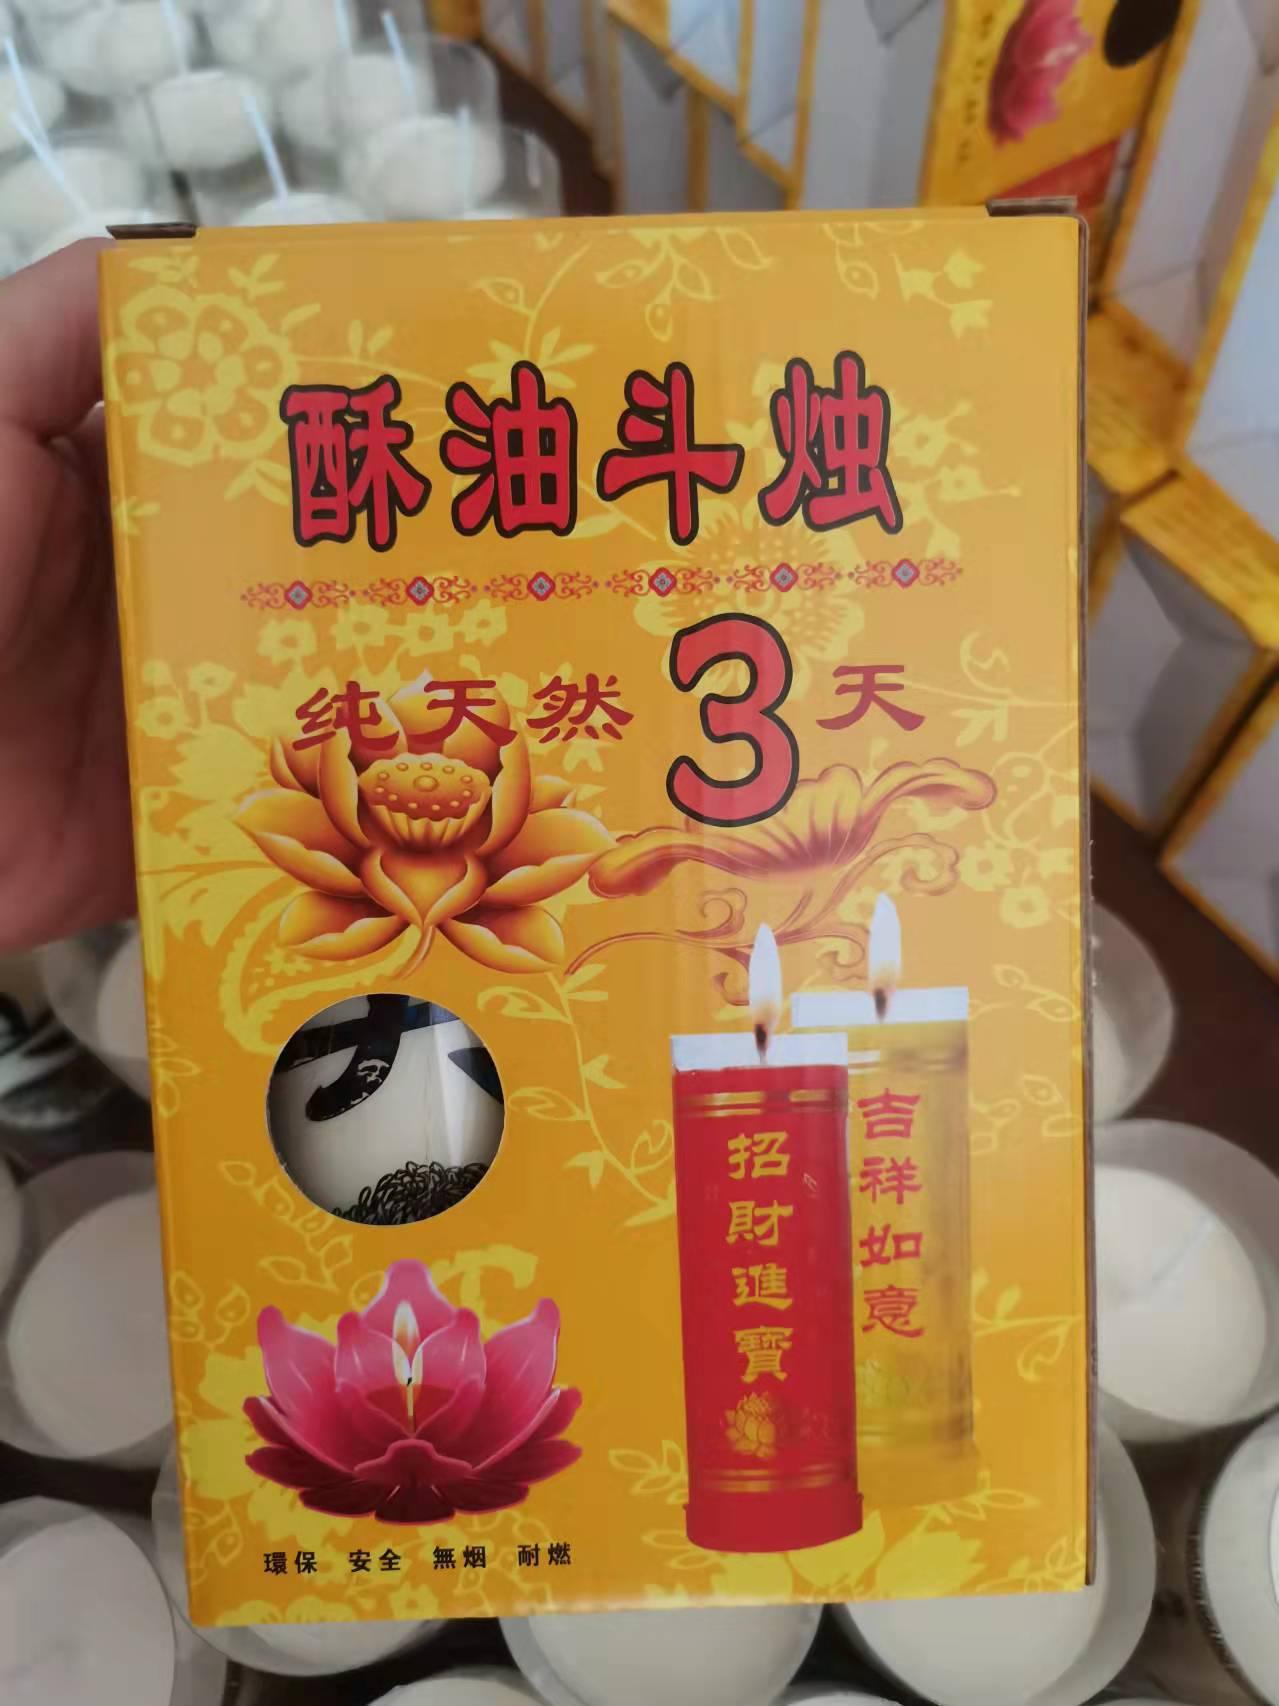 酥油斗烛
纯天然3天
招財進寶
吉祥如意
環保 安全 無烟 耐燃